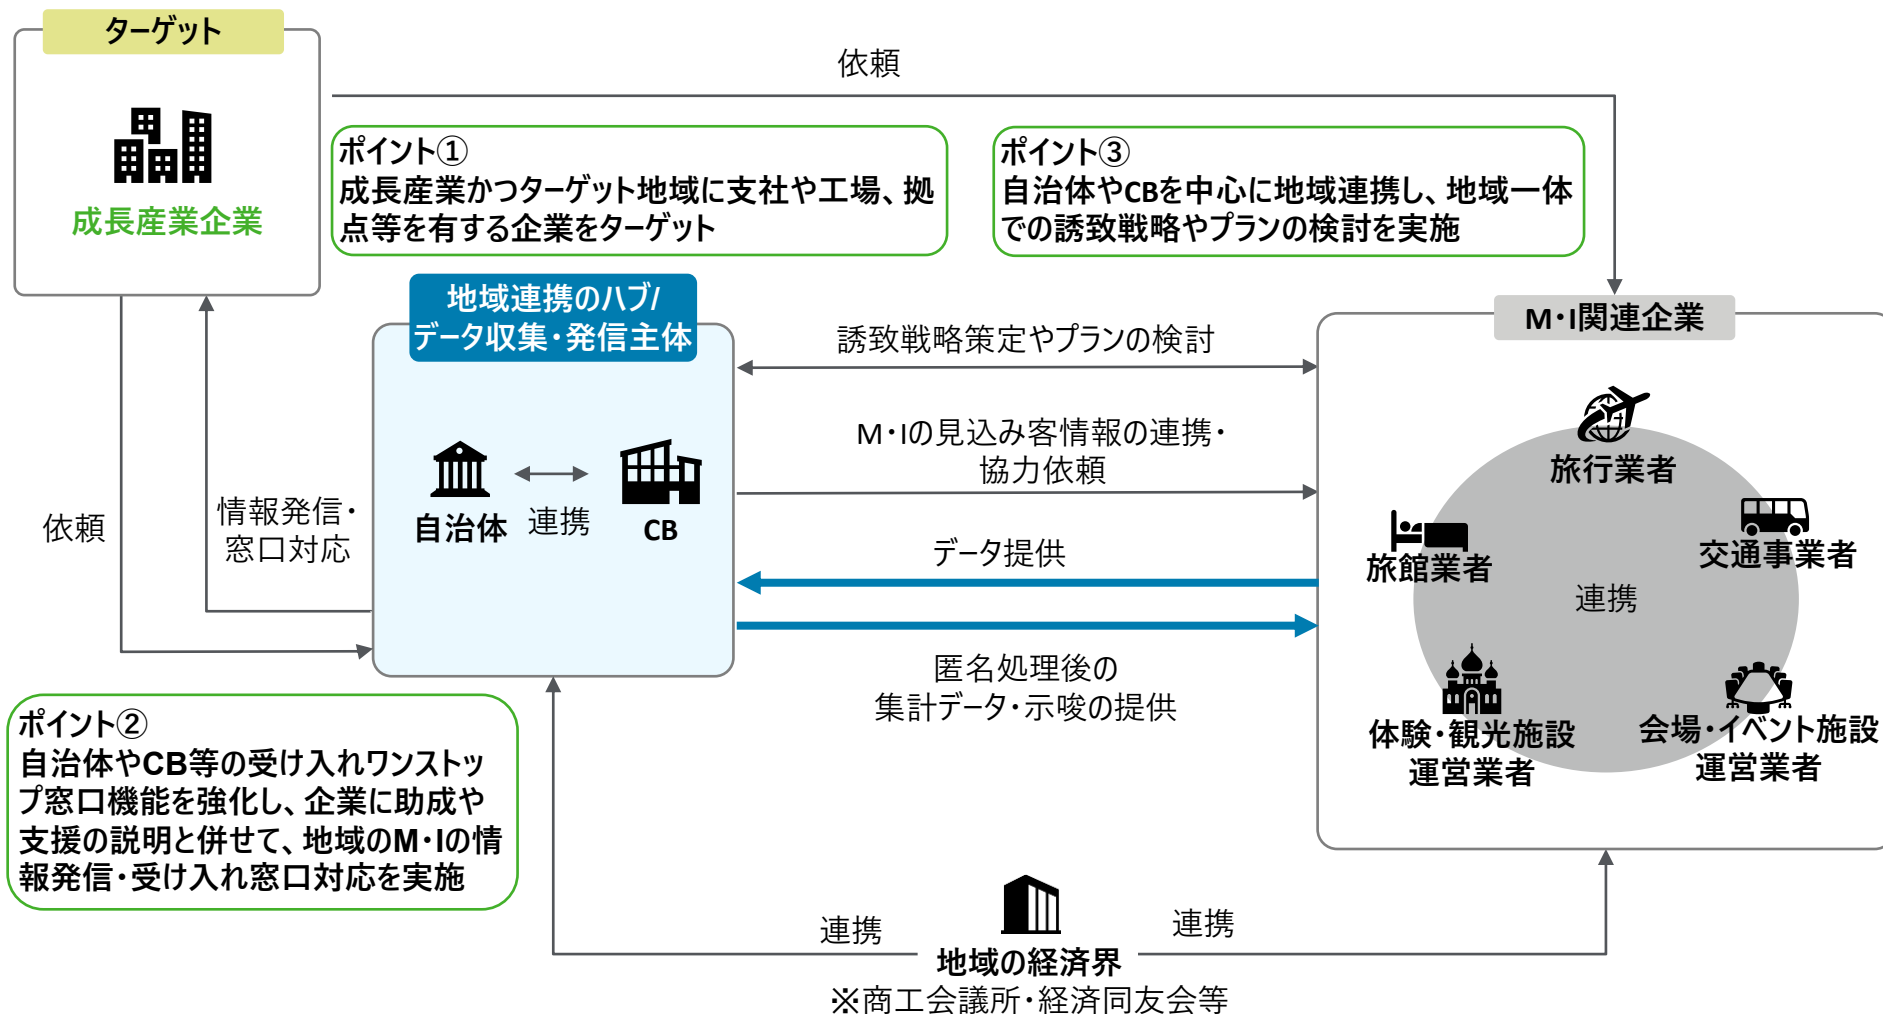 ターゲット
成長産業企業
依頼
ポイント①
成長産業かつターゲット地域に支社や工場、拠
点等を有する企業をターゲット
ポイント③
自治体やCBを中心に地域連携し、地域一体
での誘致戦略やプランの検討を実施
地域連携のハブ/
データ収集・発信主体
自治体
連携
CB
依頼
情報発信・
窓口対応
誘致戦略策定やプランの検討
M・Iの見込み客情報の連携・
協力依頼
データ提供
匿名処理後の
集計データ・示唆の提供
M・I関連企業
旅行業者
旅館業者
交通事業者
連携
体験・観光施設
運営業者
会場・イベント施設
運営業者
ポイント②
自治体やCB等の受け入れワンストッ
プ窓口機能を強化し、企業に助成や
支援の説明と併せて、地域のM・Iの情
報発信・受け入れ窓口対応を実施
連携
連携
地域の経済界
※商工会議所・経済同友会等